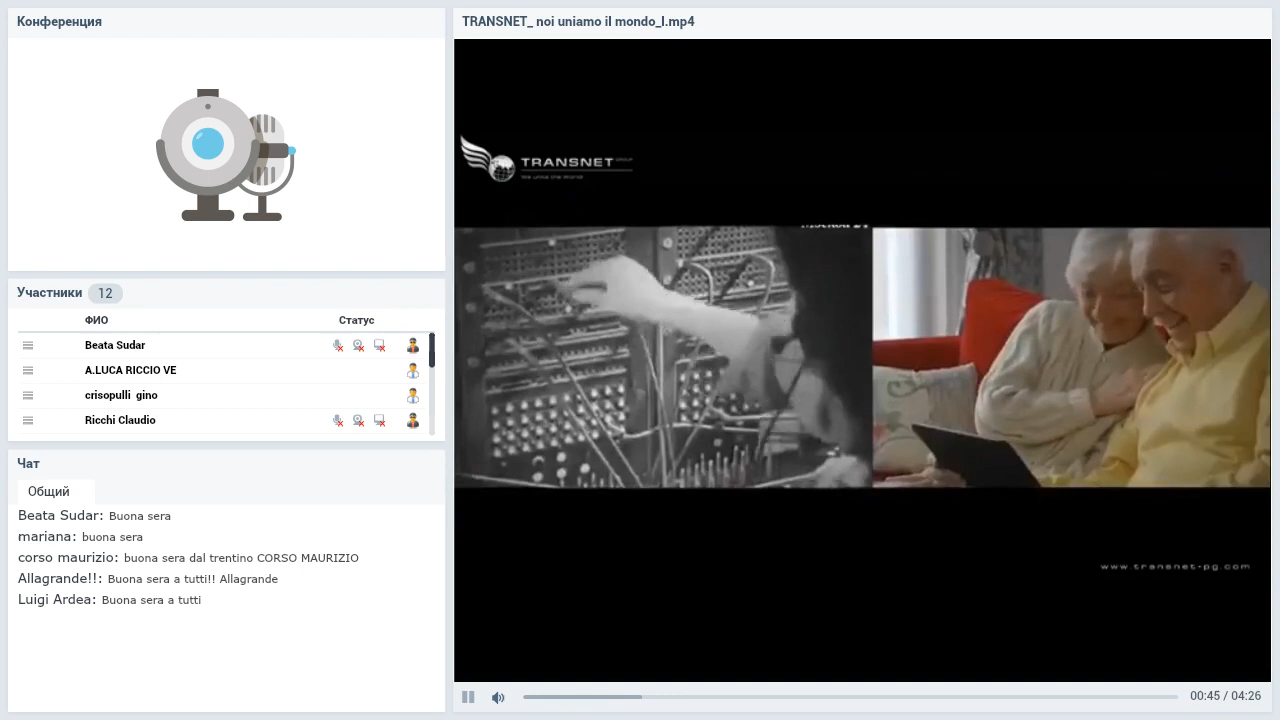 Конференция
Участники 12
ФИО Статус
Beata Sudar
A.LUCA RICCIO VE
crisopulli gino
Ricchi Claudio
Чат
Общий
Beata Sudar: Buona sera
mariana: buona sera
corso maurizio: buona sera dal trentino CORSO MAURIZIO
Allagrande!!: Buona sera a tutti!! Allagrande
Luigi Ardea: Buona sera a tutti
TRANSNET_ noi uniamo il mondo_I.mp4
TRANSNET GROUP
www.transnet-pg.com
00:45 / 04:26